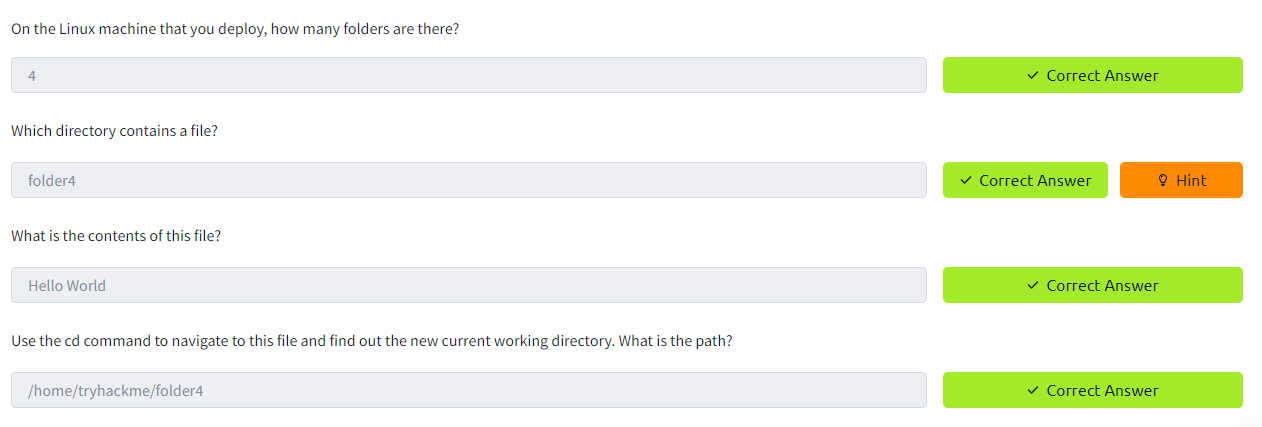 On the Linux machine that you deploy, how many folders are there?
4
Correct Answer
Which directory contains a file?
folder4
Correct Answer
Hint
What is the contents of this file?
Hello World
Correct Answer
Use the cd command to navigate to this file and find out the new current working directory. What is the path?
/home/tryhackme/folder4
Correct Answer